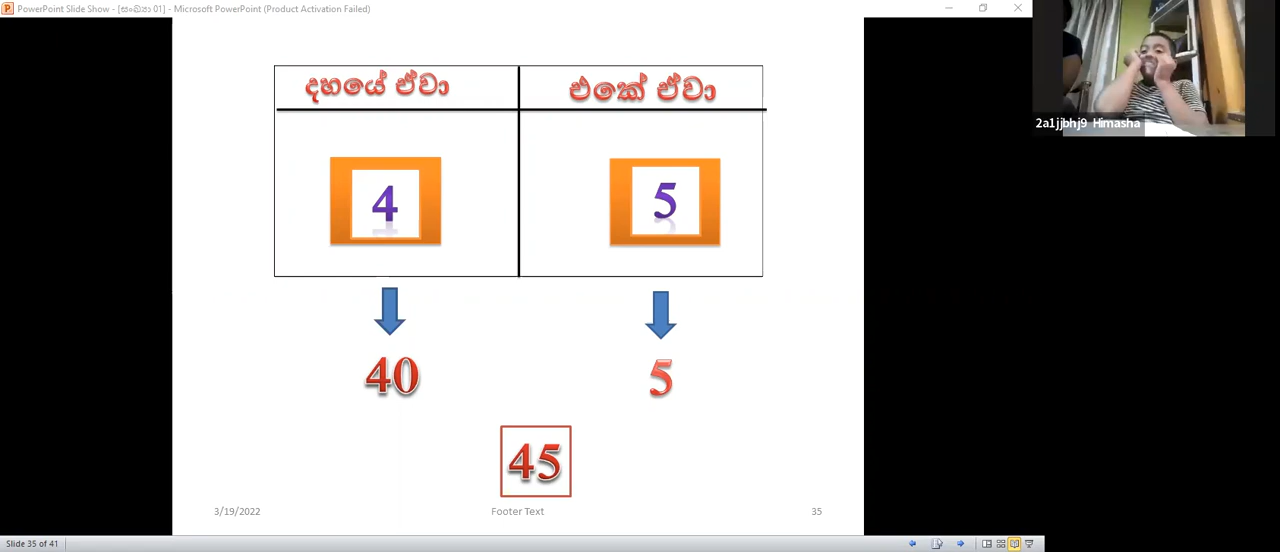 PowerPoint Slide Show - [සංඛ්‍යා 01] - Microsoft PowerPoint (Product Activation Failed)
දහයේ ඒවා එකේ ඒවා
4 5
40 5
45
3/19/2022 Footer Text 35
Slide 35 of 41
2a1jjbhj9 Himasha